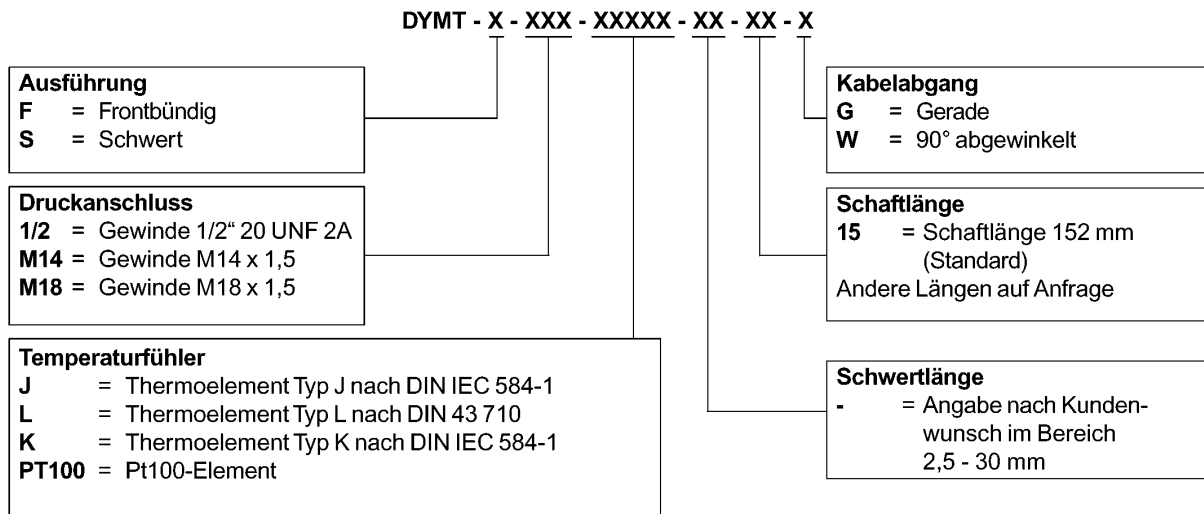 DYMT - X - XXX - XXXXX - XX - XX - X
Ausführung
F = Frontbündig
S = Schwert
Druckanschluss
1/2 = Gewinde 1/2“ 20 UNF 2A
M14 = Gewinde M14 x 1,5
M18 = Gewinde M18 x 1,5
Temperaturfühler
J = Thermoelement Typ J nach DIN IEC 584-1
L = Thermoelement Typ L nach DIN 43 710
K = Thermoelement Typ K nach DIN IEC 584-1
PT100 = Pt100-Element
Kabelabgang
G = Gerade
W = 90° abgewinkelt
Schaftlänge
15 = Schaftlänge 152 mm
(Standard)
Andere Längen auf Anfrage
Schwertlänge
- = Angabe nach Kunden-
wunsch im Bereich
2,5 - 30 mm